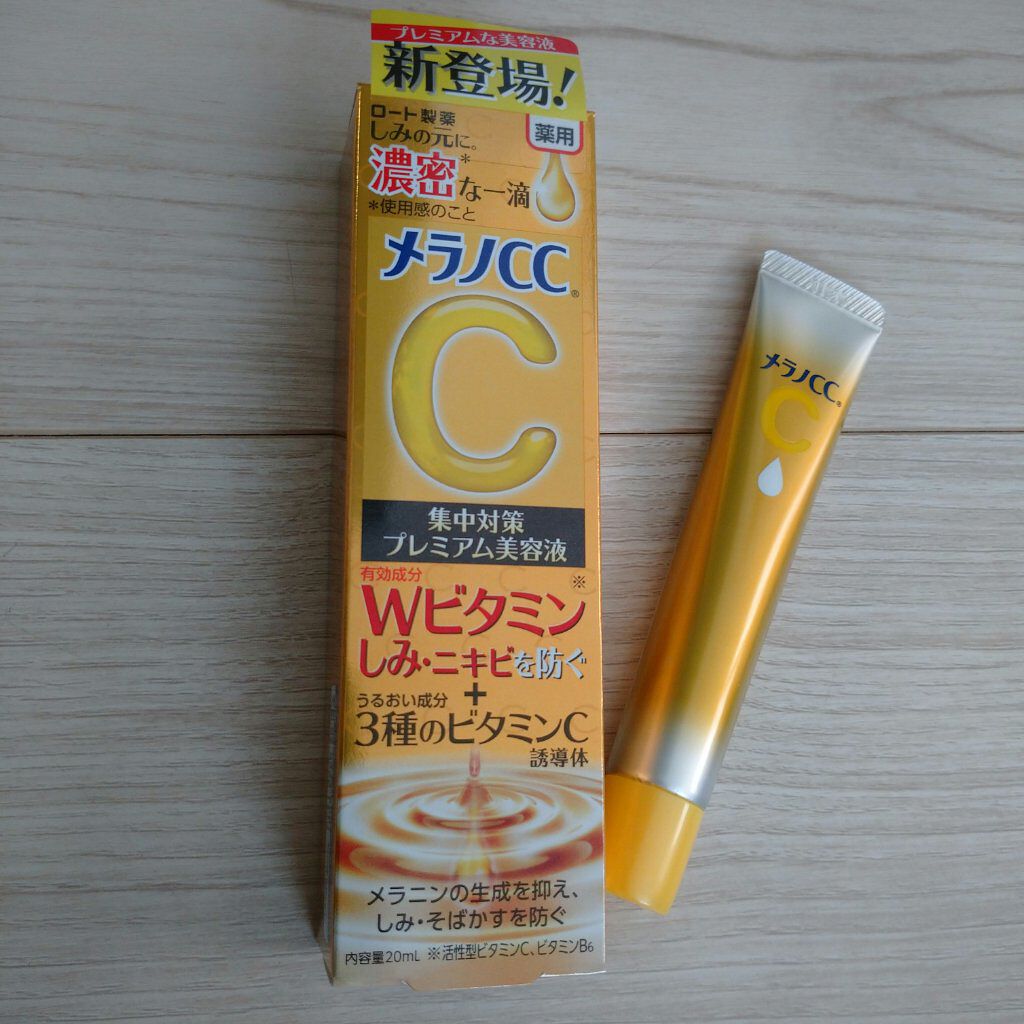 プレミアムな美容液
新登場!
ロート製薬
薬用
しみの元に。
濃密*な一滴
*使用感のこと
メラノCC®
C
集中対策
プレミアム美容液
有効成分
Wビタミン※
しみ・ニキビを防ぐ
+
うるおい成分
3種のビタミンC
誘導体
メラニンの生成を抑え、
しみ・そばかすを防ぐ
内容量20mL ※活性型ビタミンC、ビタミンB6
メラノCC®
C